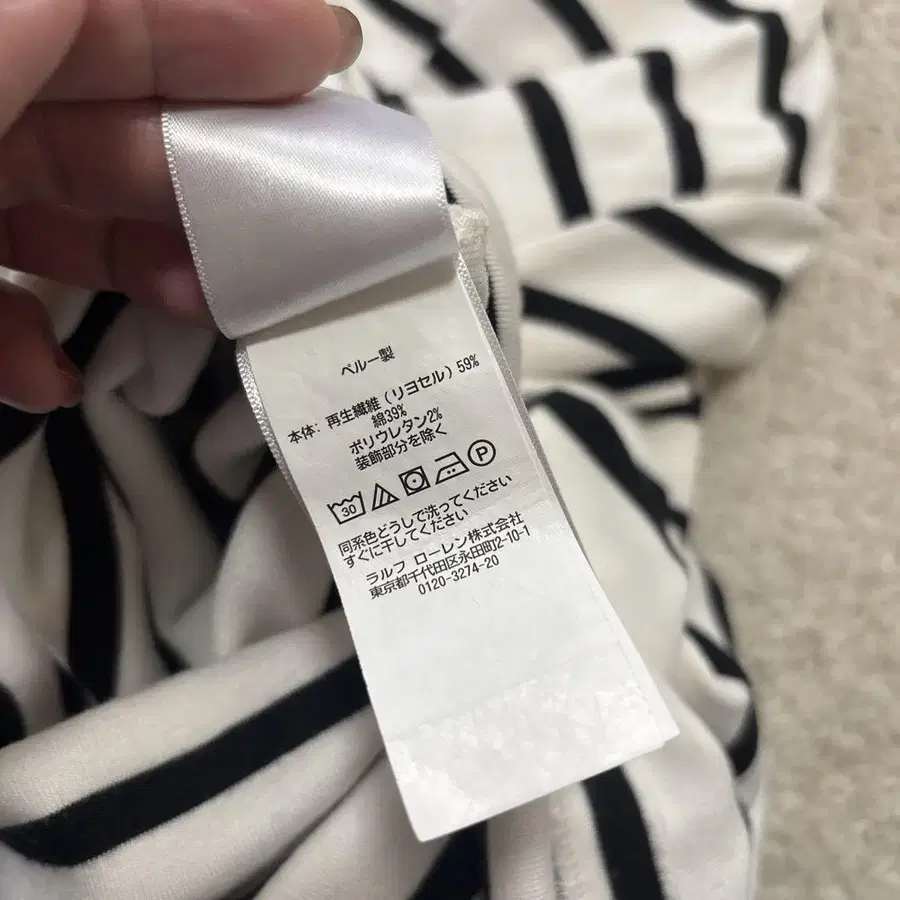 ペルー製
本体: 再生繊維（リヨセル）59%
綿39%
ポリウレタン2%
装飾部分を除く
30 P
同系色どうしで洗ってください
すぐに干してください
ラルフ ローレン株式会社
東京都千代田区永田町2-10-1
0120-3274-20